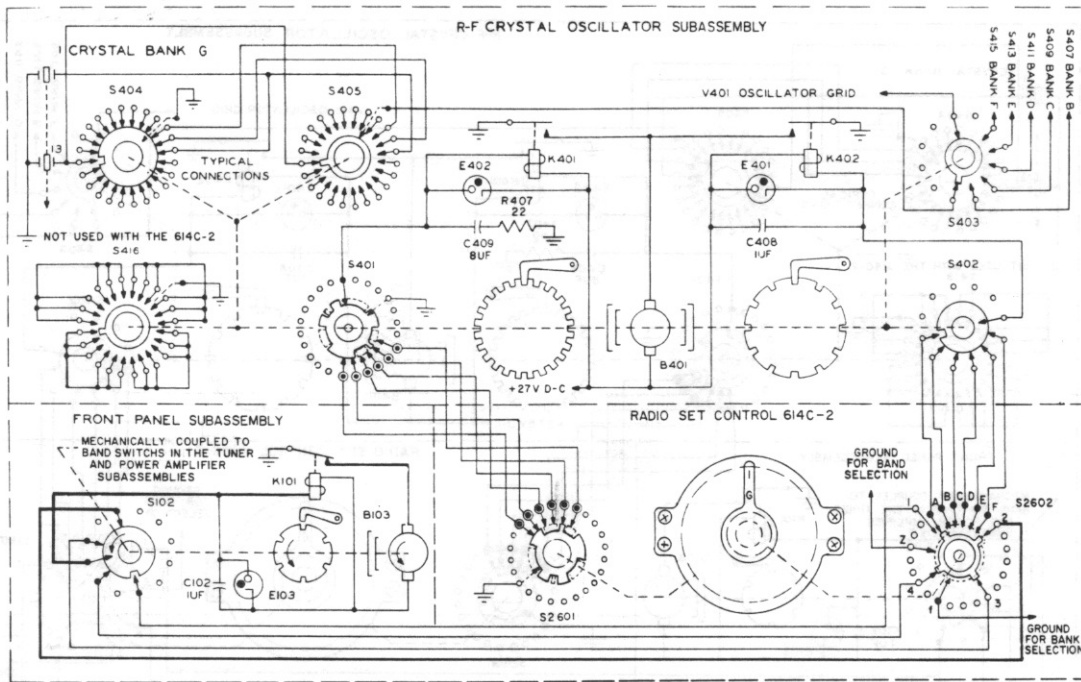 R-F CRYSTAL OSCILLATOR SUBASSEMBLY
1 CRYSTAL BANK G
S404
S405
13
TYPICAL
CONNECTIONS
V401 OSCILLATOR GRID
S415 BANK F
S413 BANK E
S411 BANK D
S409 BANK C
S407 BANK B
E402
K401
R407
22
C409
8UF
E401
K402
C408
1UF
S403
NOT USED WITH THE 614C-2
S416
S401
S402
B401
+27V D-C
FRONT PANEL SUBASSEMBLY
MECHANICALLY COUPLED TO
BAND SWITCHS IN THE TUNER
AND POWER AMPLIFIER
SUBASSEMBLIES
K101
S102
B103
C102
1UF
E103
RADIO SET CONTROL 614C-2
S2601
I
G
GROUND
FOR BAND
SELECTION
A
B
C
D
E
F
S2602
Z
2
4
1
3
GROUND
FOR BANK
SELECTION